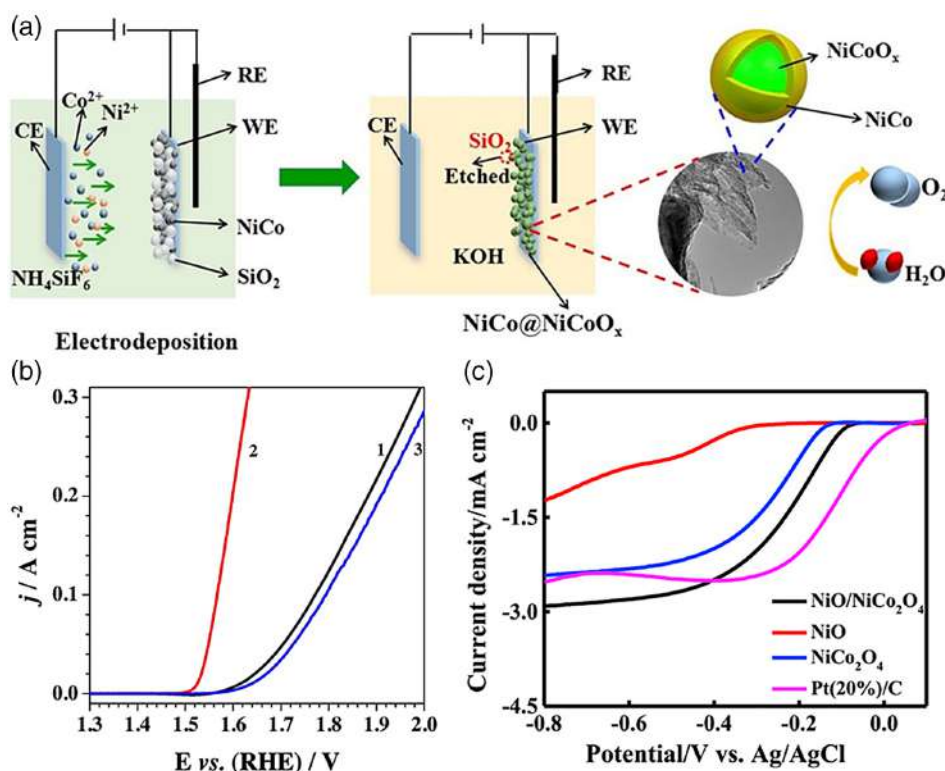 (a)
Co²⁺
Ni²⁺
CE
RE
WE
NiCo
SiO₂
NH₄SiF₆
Electrodeposition
CE
SiO₂
Etched
KOH
RE
WE
NiCo@NiCoOₓ
NiCoOₓ
NiCo
O₂
H₂O
(b)
j / A cm⁻²
0.3
0.2
0.1
0.0
2
1
3
1.3 1.4 1.5 1.6 1.7 1.8 1.9 2.0
E vs. (RHE) / V
(c)
Current density/mA cm⁻²
0.0
-1.5
-3.0
-4.5
NiO/NiCo₂O₄
NiO
NiCo₂O₄
Pt(20%)/C
-0.8 -0.6 -0.4 -0.2 0.0
Potential/V vs. Ag/AgCl